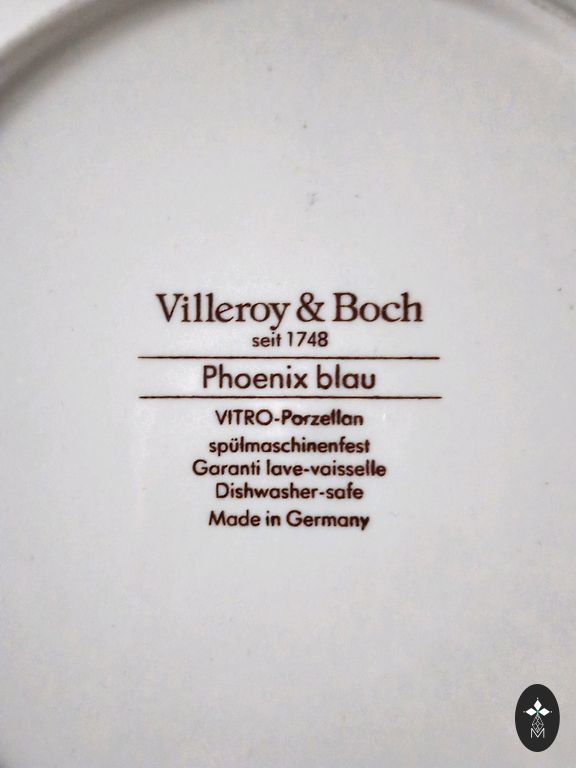 Villeroy & Boch
seit 1748
Phoenix blau
VITRO-Porzellan
spülmaschinenfest
Garanti lave-vaisselle
Dishwasher-safe
Made in Germany
M